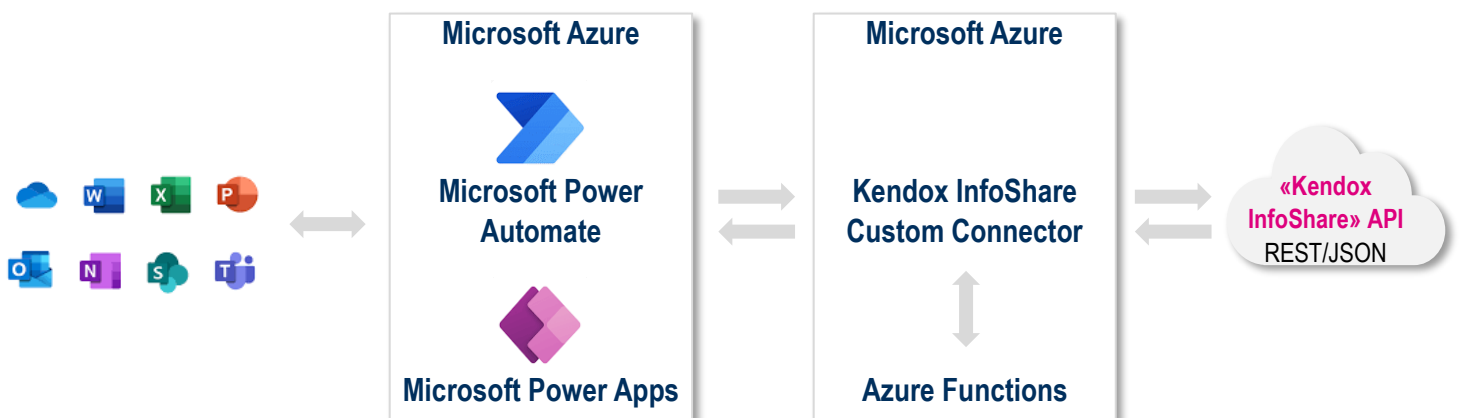 Microsoft Azure
Microsoft Azure
W
X
P
Microsoft Power
Automate
Kendox InfoShare
Custom Connector
«Kendox
InfoShare» API
REST/JSON
O
N
S
T
Microsoft Power Apps
Azure Functions